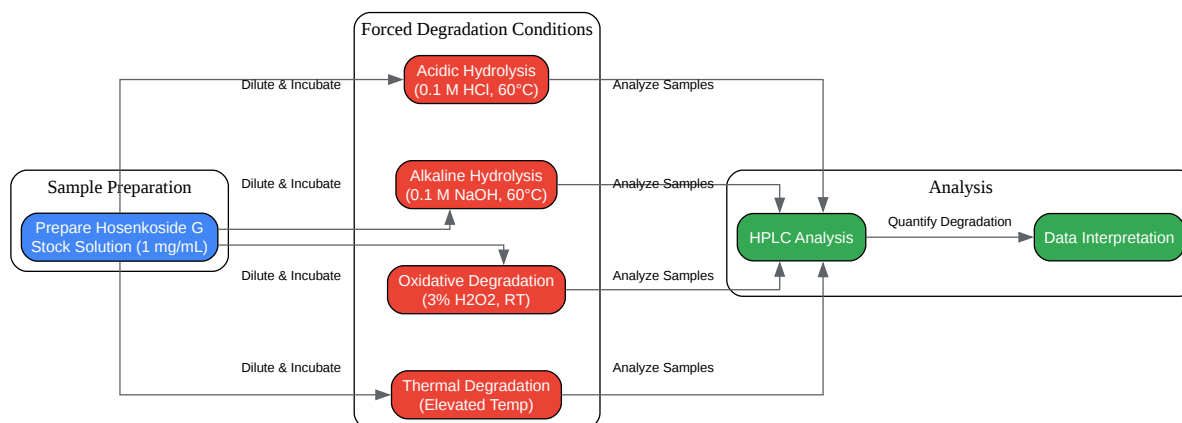 Forced Degradation Conditions
Acidic Hydrolysis
(0.1 M HCl, 60°C)
Dilute & Incubate
Analyze Samples
Alkaline Hydrolysis
(0.1 M NaOH, 60°C)
Dilute & Incubate
Analyze Samples
Sample Preparation
Prepare Hosenkoside G
Stock Solution (1 mg/mL)
Analysis
HPLC Analysis
Quantify Degradation
Data Interpretation
Dilute & Incubate
Oxidative Degradation
(3% H2O2, RT)
Analyze Samples
Dilute & Incubate
Thermal Degradation
(Elevated Temp)
Analyze Samples